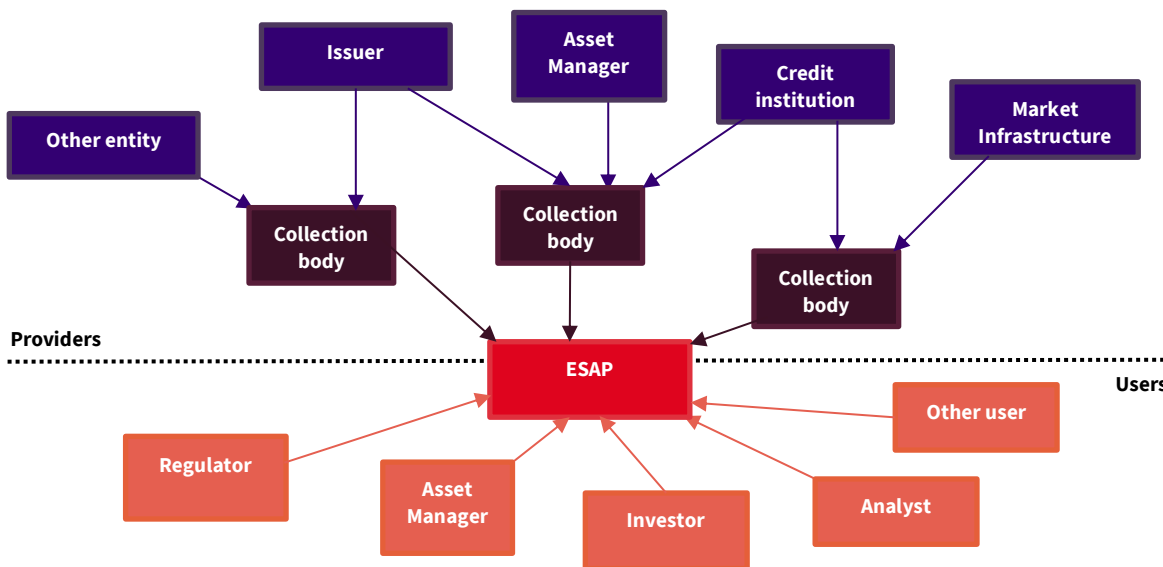 Issuer
Asset
Manager
Credit
institution
Market
Infrastructure
Other entity
Collection
body
Collection
body
Collection
body
Providers
ESAP
Users
Other user
Regulator
Asset
Manager
Investor
Analyst